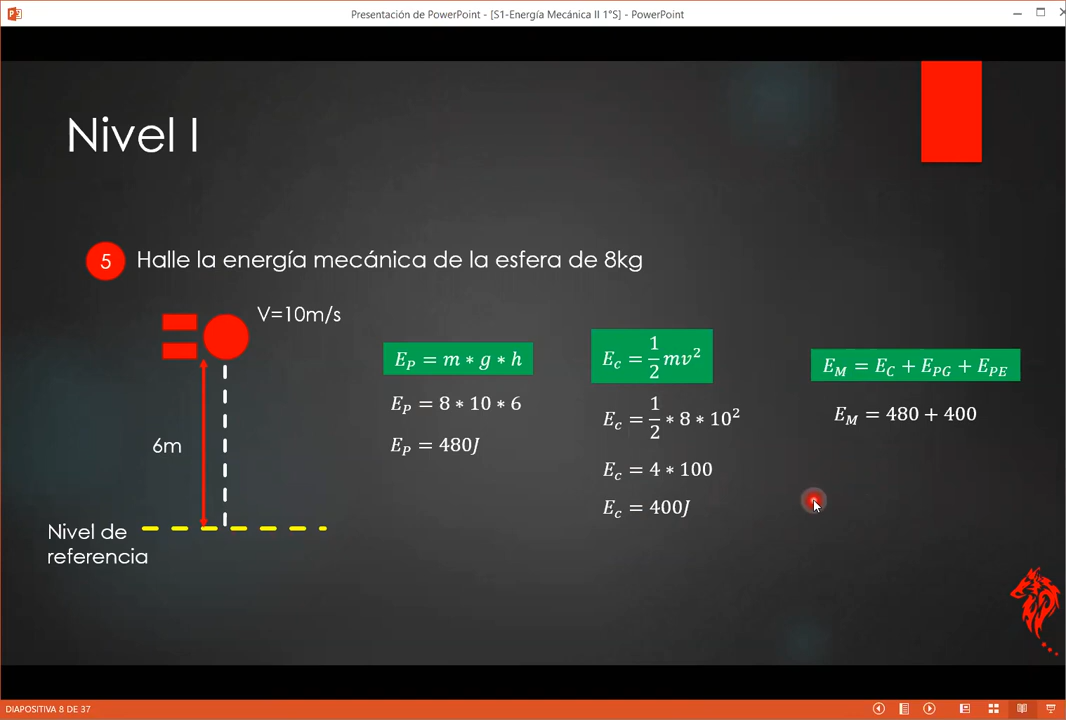 Presentación de PowerPoint - [S1-Energía Mecánica II 1°S] - PowerPoint
Nivel I
5 Halle la energía mecánica de la esfera de 8kg
V=10m/s
6m
Nivel de
referencia
E_P = m * g * h
E_P = 8 * 10 * 6
E_P = 480J
E_c = 1/2 mv²
E_c = 1/2 * 8 * 10²
E_c = 4 * 100
E_c = 400J
E_M = E_C + E_PG + E_PE
E_M = 480 + 400
DIAPOSITIVA 8 DE 37